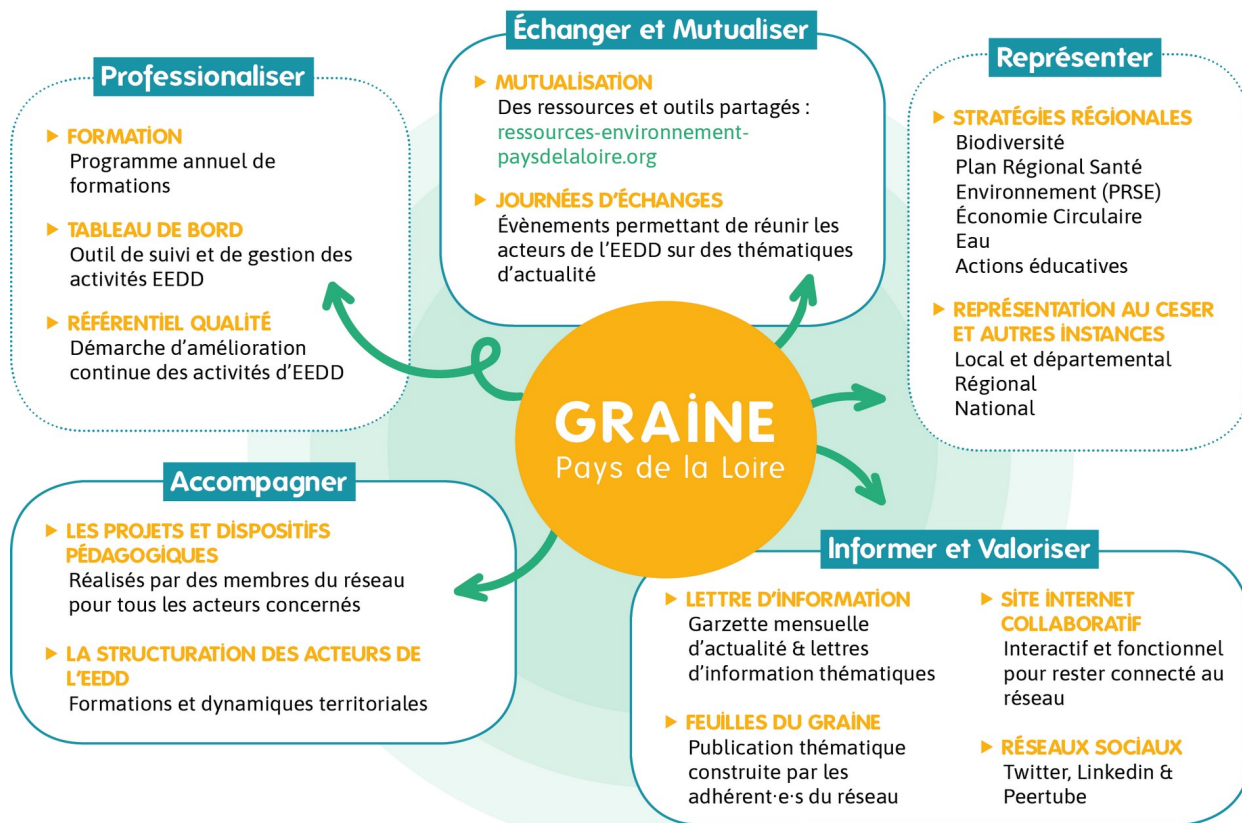 Professionaliser
▶ FORMATION
Programme annuel de
formations
▶ TABLEAU DE BORD
Outil de suivi et de gestion des
activités EEDD
▶ RÉFÉRENTIEL QUALITÉ
Démarche d'amélioration
continue des activités d'EEDD
Échanger et Mutualiser
▶ MUTUALISATION
Des ressources et outils partagés :
ressources-environnement-
paysdelaloire.org
▶ JOURNÉES D'ÉCHANGES
Évènements permettant de réunir les
acteurs de l'EEDD sur des thématiques
d'actualité
Représenter
▶ STRATÉGIES RÉGIONALES
Biodiversité
Plan Régional Santé
Environnement (PRSE)
Économie Circulaire
Eau
Actions éducatives
▶ REPRÉSENTATION AU CESER
ET AUTRES INSTANCES
Local et départemental
Régional
National
GRAINE
Pays de la Loire
Accompagner
▶ LES PROJETS ET DISPOSITIFS
PÉDAGOGIQUES
Réalisés par des membres du réseau
pour tous les acteurs concernés
▶ LA STRUCTURATION DES ACTEURS DE
L'EEDD
Formations et dynamiques territoriales
Informer et Valoriser
▶ LETTRE D'INFORMATION
Garzette mensuelle
d'actualité & lettres
d'information thématiques
▶ FEUILLES DU GRAINE
Publication thématique
construite par les
adhérent·e·s du réseau
▶ SITE INTERNET
COLLABORATIF
Interactif et fonctionnel
pour rester connecté au
réseau
▶ RÉSEAUX SOCIAUX
Twitter, Linkedin &
Peertube